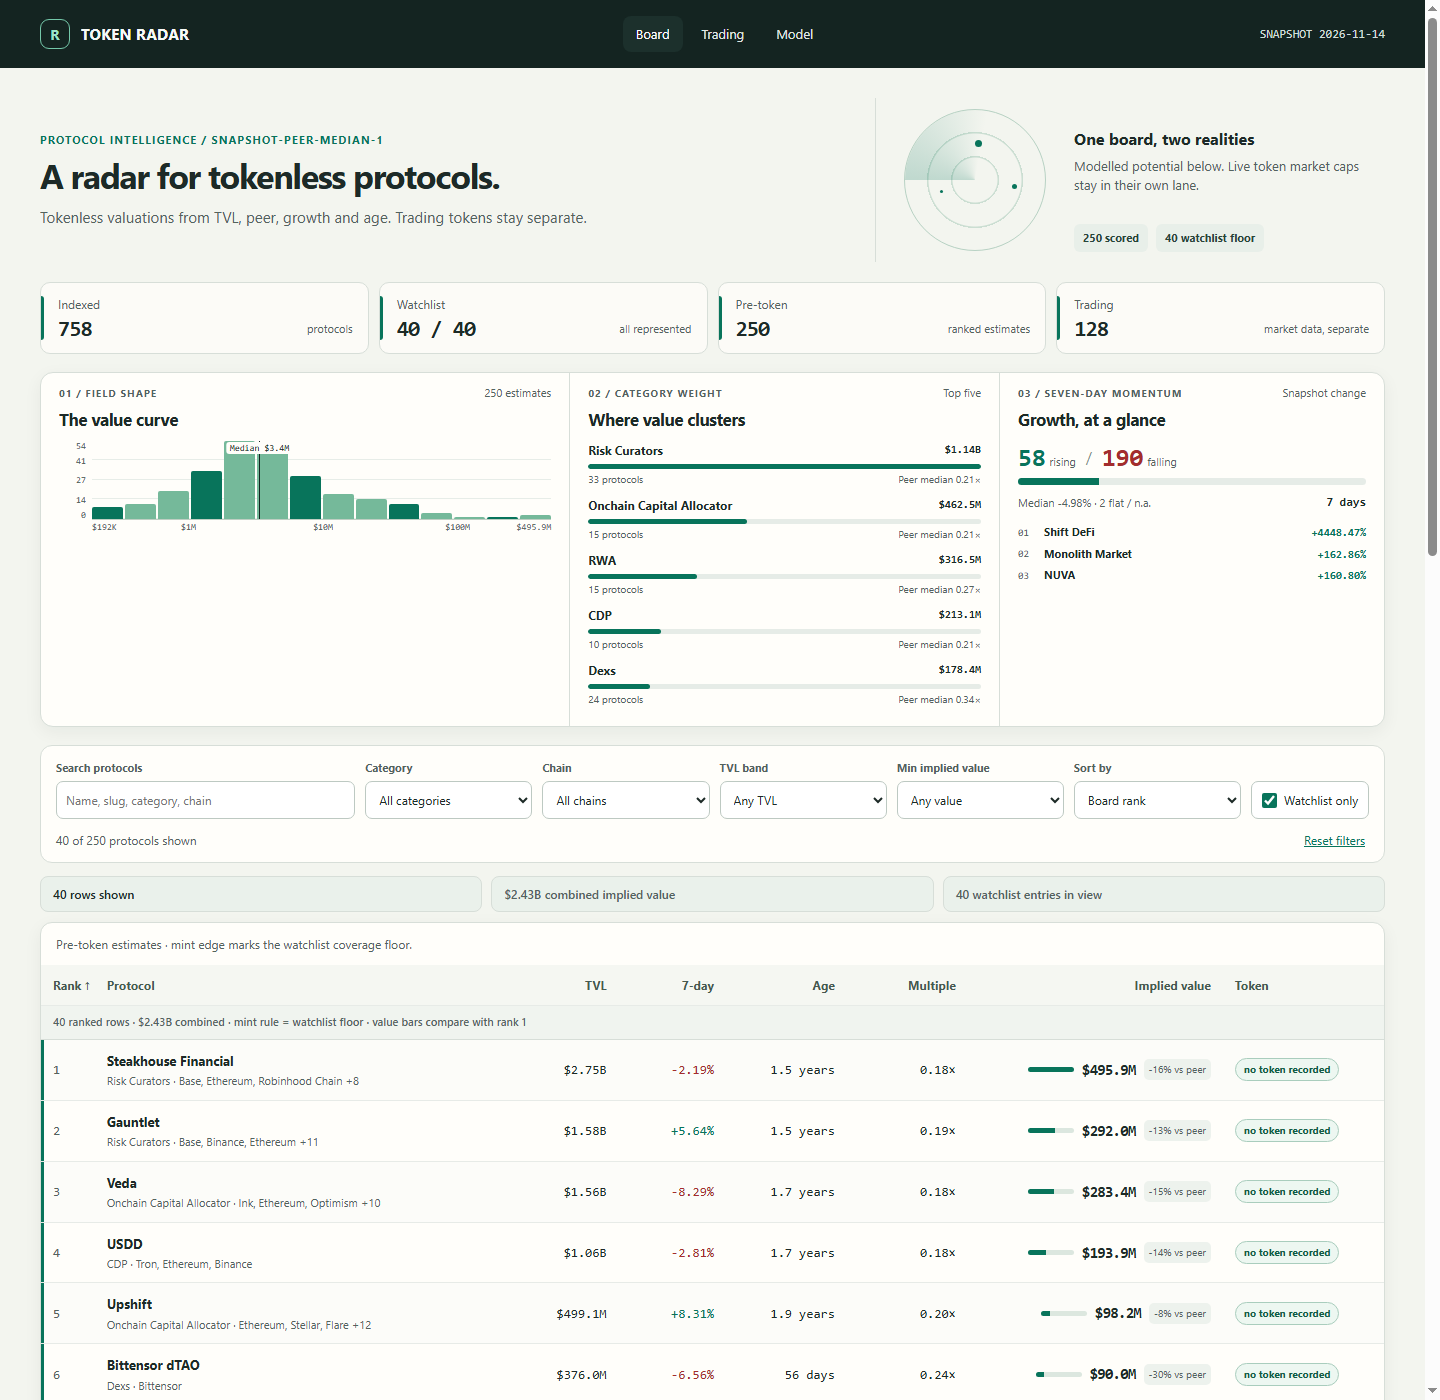 R TOKEN RADAR
Board Trading Model
SNAPSHOT 2026-11-14
PROTOCOL INTELLIGENCE / SNAPSHOT-PEER-MEDIAN-1
A radar for tokenless protocols.
Tokenless valuations from TVL, peer, growth and age. Trading tokens stay separate.
One board, two realities
Modelled potential below. Live token market caps
stay in their own lane.
250 scored 40 watchlist floor
Indexed
758 protocols
Watchlist
40 / 40 all represented
Pre-token
250 ranked estimates
Trading
128 market data, separate
01 / FIELD SHAPE 250 estimates
The value curve
Median $3.4M
54
41
27
14
0
$192K $1M $10M $100M $495.9M
02 / CATEGORY WEIGHT Top five
Where value clusters
Risk Curators $1.14B
33 protocols Peer median 0.21×
Onchain Capital Allocator $462.5M
15 protocols Peer median 0.21×
RWA $316.5M
15 protocols Peer median 0.27×
CDP $213.1M
10 protocols Peer median 0.21×
Dexs $178.4M
24 protocols Peer median 0.34×
03 / SEVEN-DAY MOMENTUM Snapshot change
Growth, at a glance
58 rising / 190 falling
Median -4.98% · 2 flat / n.a. 7 days
01 Shift DeFi +4448.47%
02 Monolith Market +162.86%
03 NUVA +160.80%
Search protocols Category Chain TVL band Min implied value Sort by
Name, slug, category, chain All categories All chains Any TVL Any value Board rank Watchlist only
40 of 250 protocols shown Reset filters
40 rows shown $2.43B combined implied value 40 watchlist entries in view
Pre-token estimates · mint edge marks the watchlist coverage floor.
Rank ↑ Protocol TVL 7-day Age Multiple Implied value Token
40 ranked rows · $2.43B combined · mint rule = watchlist floor · value bars compare with rank 1
1 Steakhouse Financial $2.75B -2.19% 1.5 years 0.18× $495.9M -16% vs peer no token recorded
Risk Curators · Base, Ethereum, Robinhood Chain +8
2 Gauntlet $1.58B +5.64% 1.5 years 0.19× $292.0M -13% vs peer no token recorded
Risk Curators · Base, Binance, Ethereum +11
3 Veda $1.56B -8.29% 1.7 years 0.18× $283.4M -15% vs peer no token recorded
Onchain Capital Allocator · Ink, Ethereum, Optimism +10
4 USDD $1.06B -2.81% 1.7 years 0.18× $193.9M -14% vs peer no token recorded
CDP · Tron, Ethereum, Binance
5 Upshift $499.1M +8.31% 1.9 years 0.20× $98.2M -8% vs peer no token recorded
Onchain Capital Allocator · Ethereum, Stellar, Flare +12
6 Bittensor dTAO $376.0M -6.56% 56 days 0.24× $90.0M -30% vs peer no token recorded
Dexs · Bittensor